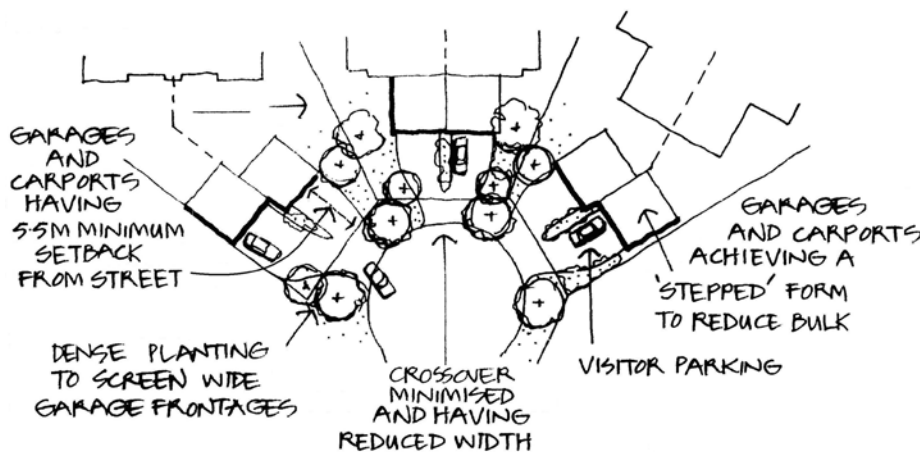 GARAGES
AND
CARPORTS
HAVING
5.5M MINIMUM
SETBACK
FROM STREET
DENSE PLANTING
TO SCREEN WIDE
GARAGE FRONTAGES
CROSSOVER
MINIMISED
AND HAVING
REDUCED WIDTH
VISITOR PARKING
GARAGES
AND CARPORTS
ACHIEVING A
'STEPPED' FORM
TO REDUCE BULK